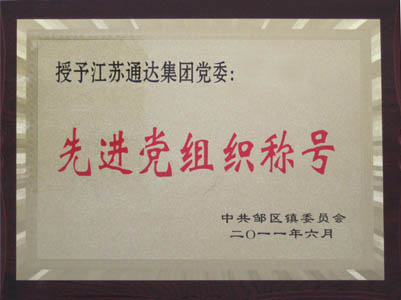 授予江苏通达集团党委：
先进党组织称号
中共邹区镇委员会
二〇一一年六月